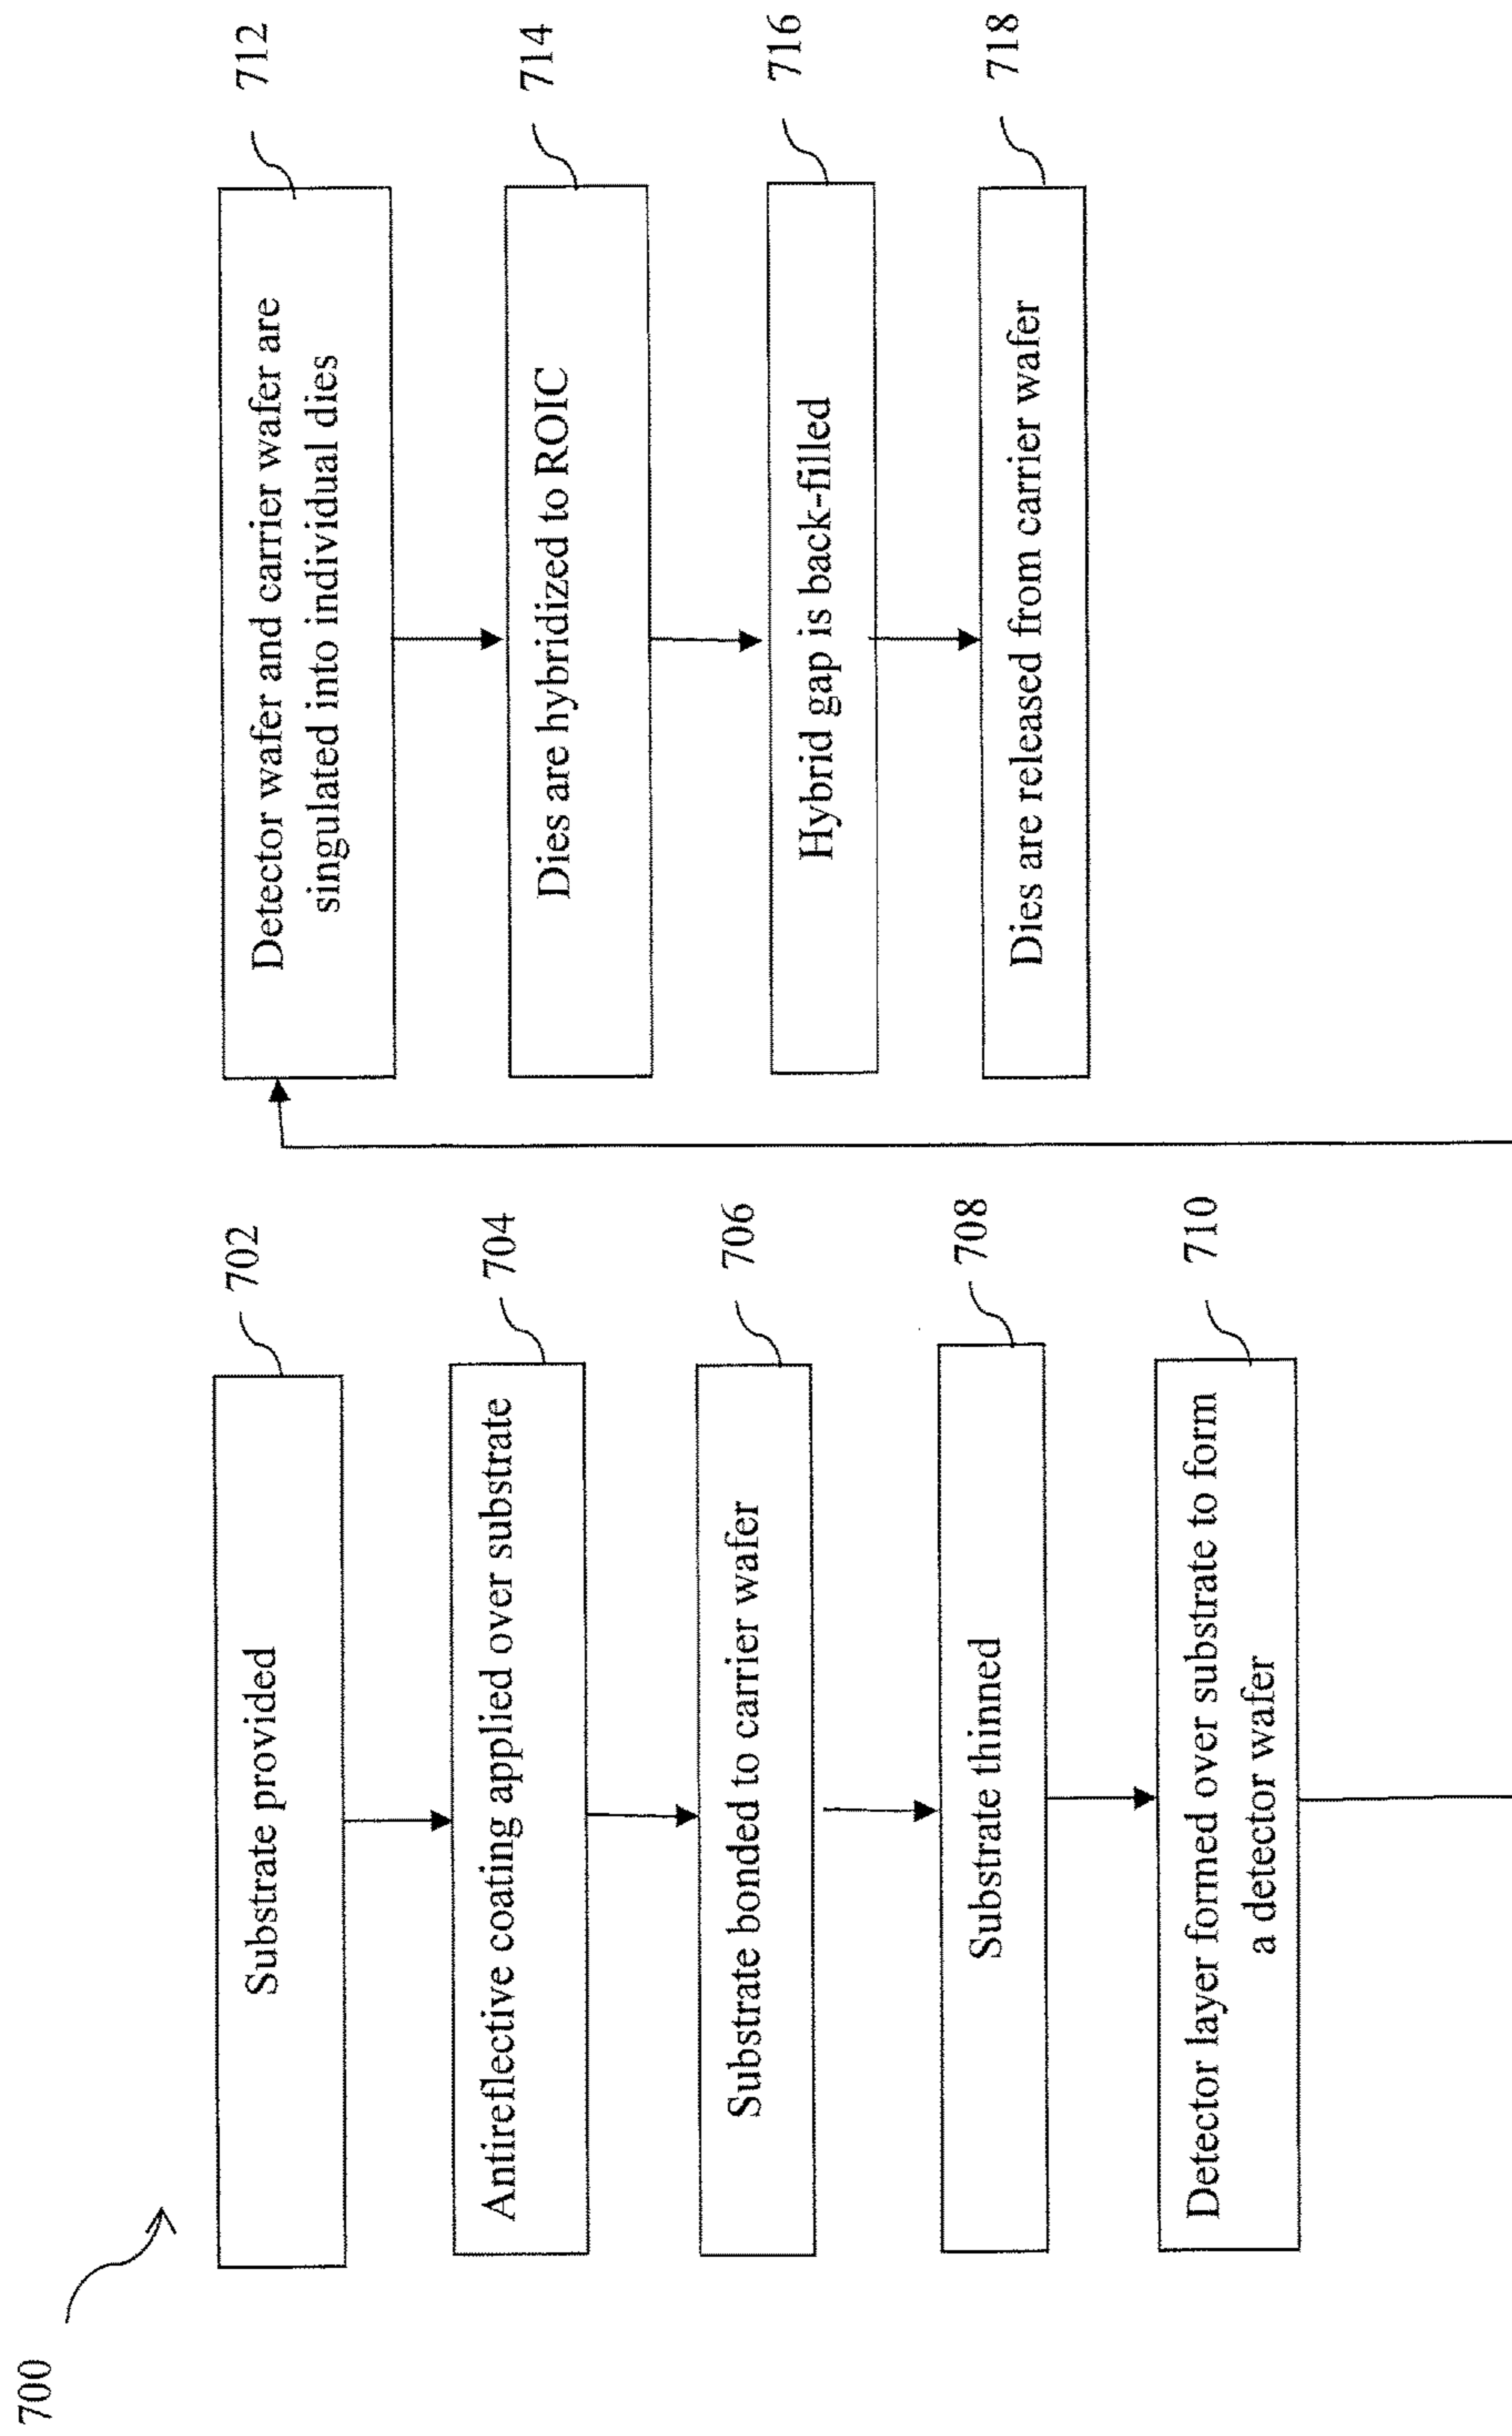 700
702
Substrate provided
704
Antireflective coating applied over substrate
706
Substrate bonded to carrier wafer
708
Substrate thinned
710
Detector layer formed over substrate to form
a detector wafer
712
Detector wafer and carrier wafer are
singulated into individual dies
714
Dies are hybridized to ROIC
716
Hybrid gap is back-filled
718
Dies are released from carrier wafer